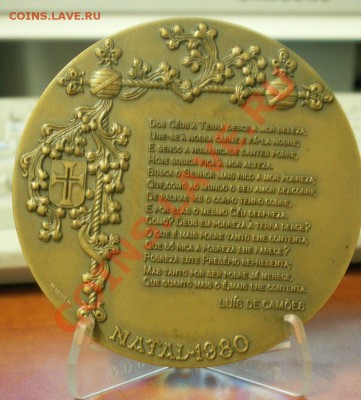 COINS.LAVE.RU
DOS CÉUS À TERRA DESCE A MOR BELEZA,
UNE-SE À NOSSA CARNE E FÁ-LA NOBRE;
E SENDO A HUMANIDADE DANTES POBRE,
HOJE SUBIDA FICA À MOR ALTEZA.
BUSCA O SENHOR MAIS RICO A MOR POBREZA;
QUE, COMO AO MUNDO O SEU AMOR DESCOBRE,
DE PALHAS VIS O CORPO TENRO COBRE,
E POR ELAS O MESMO CÉU DESPREZA.
COMO? DEUS EM POBREZA À TERRA DESCE?
O QUE É MAIS POBRE TANTO LHE CONTENTA,
QUE SÓ RICA A POBREZA LHE PARECE?
POBREZA ESTE PRESÉPIO REPRESENTA;
MAS TANTO POR SER POBRE JÁ MERECE,
QUE QUANTO MAIS O É, MAIS LHE CONTENTA.
LUÍS DE CAMÕES
NATAL-1980
COINS.LAVE.RU